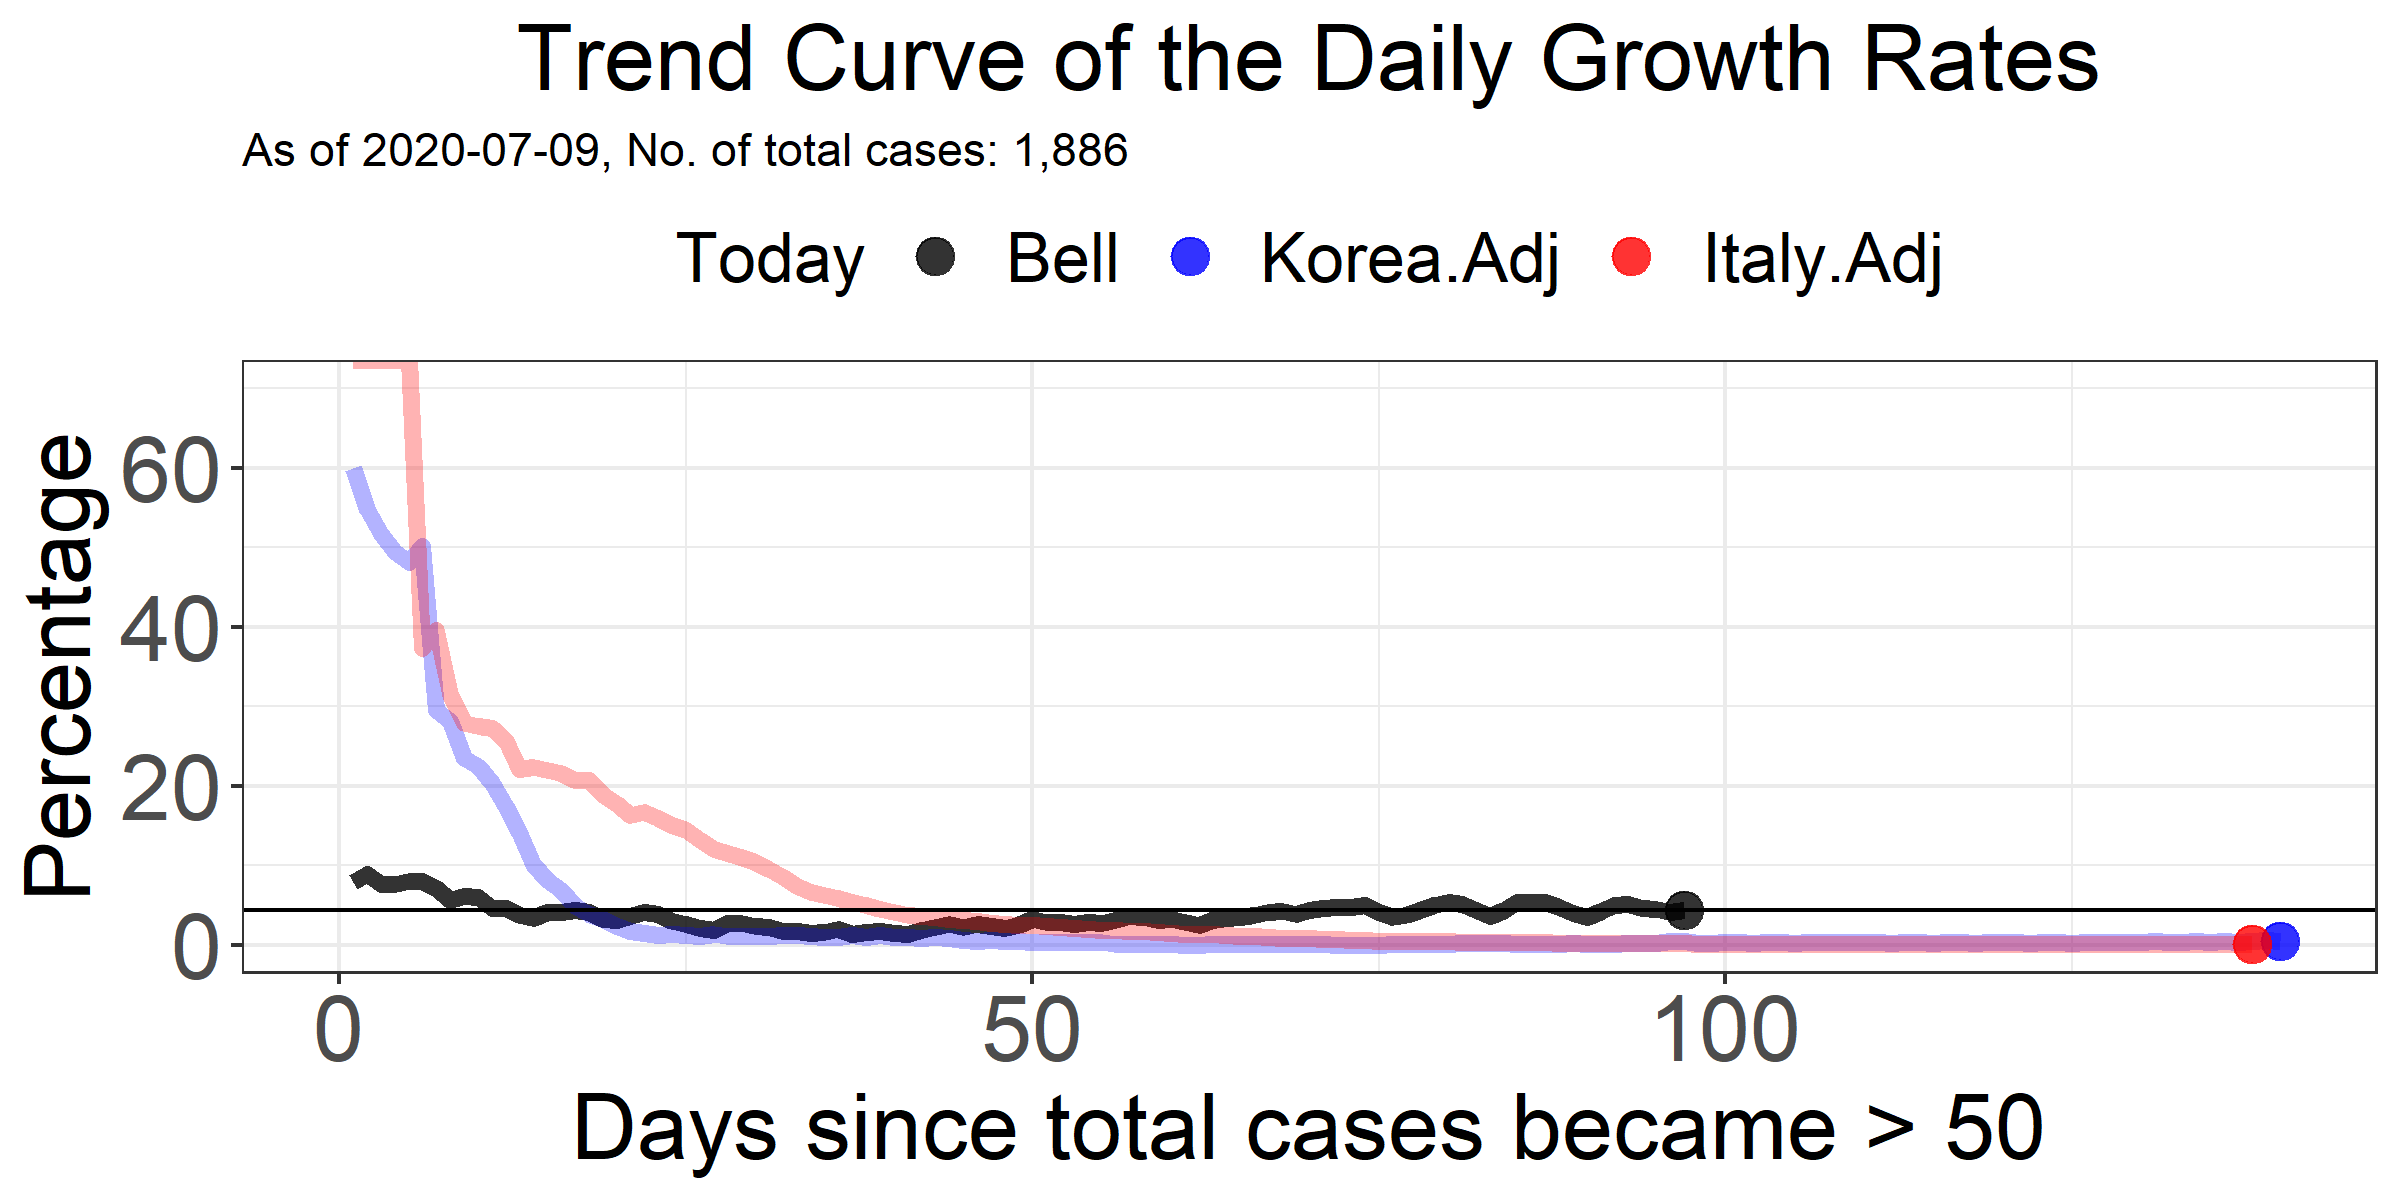 Trend Curve of the Daily Growth Rates
As of 2020-07-09, No. of total cases: 1,886
Today Bell Korea.Adj Italy.Adj
Percentage
60
40
20
0
0 50 100
Days since total cases became > 50